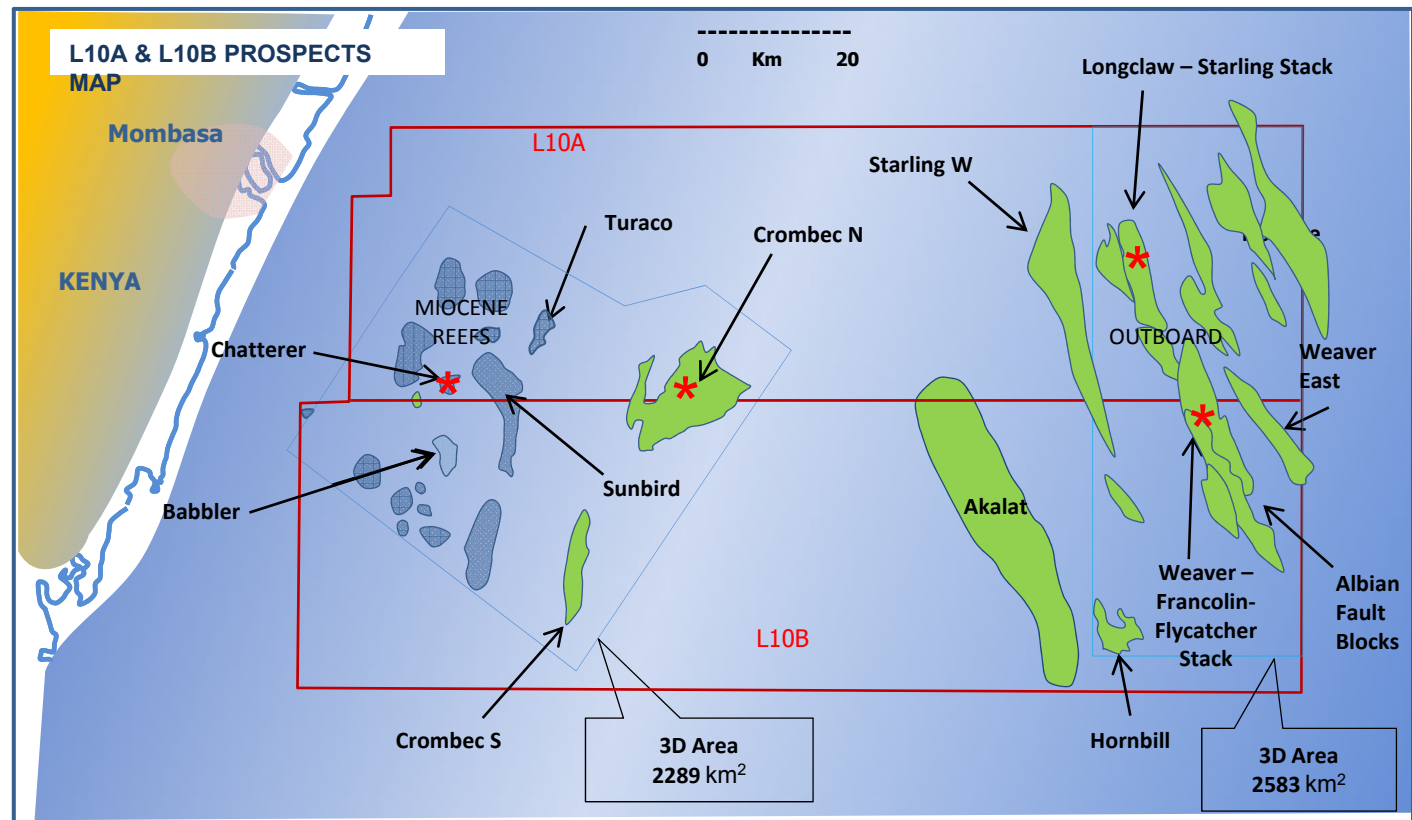 L10A & L10B PROSPECTS
MAP
0 Km 20
Longclaw – Starling Stack
Mombasa
L10A
Starling W
Turaco
Crombec N
KENYA
MIOCENE
REEFS
OUTBOARD
Chatterer
Weaver
East
Sunbird
Babbler
Akalat
Weaver –
Francolin-
Flycatcher
Stack
Albian
Fault
Blocks
L10B
Crombec S
Hornbill
3D Area
2289 km²
3D Area
2583 km²